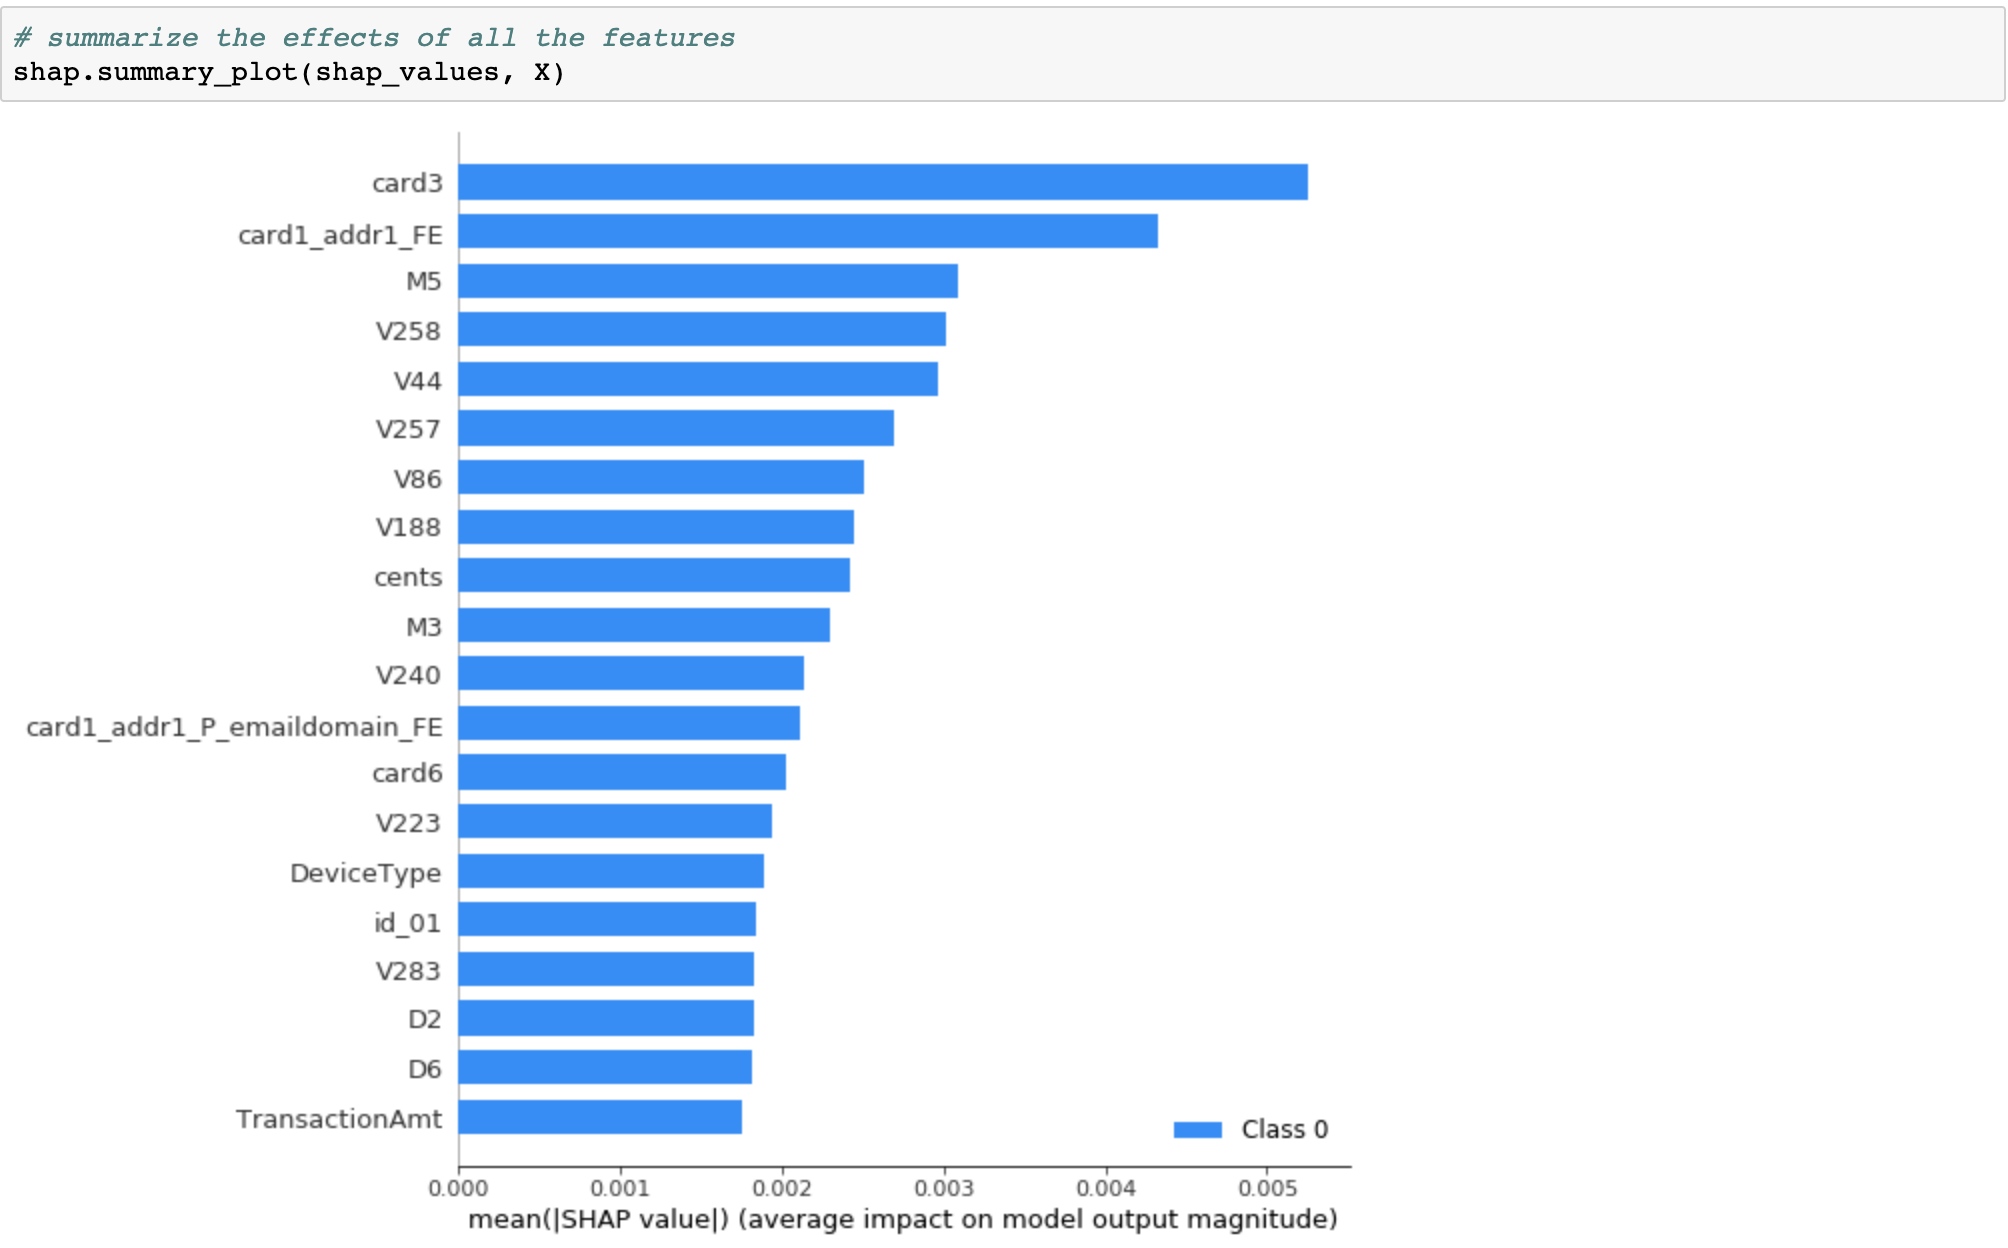 # summarize the effects of all the features
shap.summary_plot(shap_values, X)
card3
card1_addr1_FE
M5
V258
V44
V257
V86
V188
cents
M3
V240
card1_addr1_P_emaildomain_FE
card6
V223
DeviceType
id_01
V283
D2
D6
TransactionAmt
Class 0
0.000 0.001 0.002 0.003 0.004 0.005
mean(|SHAP value|) (average impact on model output magnitude)